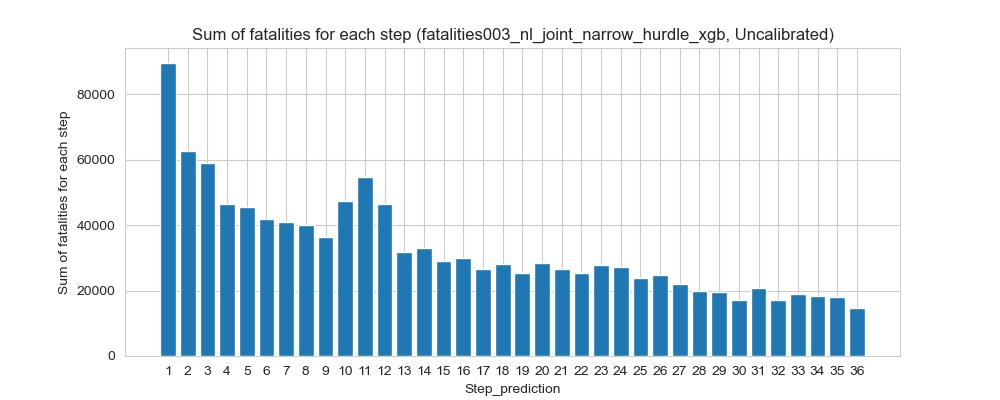 Sum of fatalities for each step (fatalities003_nl_joint_narrow_hurdle_xgb, Uncalibrated)
Sum of fatalities for each step
80000
60000
40000
20000
0
1 2 3 4 5 6 7 8 9 10 11 12 13 14 15 16 17 18 19 20 21 22 23 24 25 26 27 28 29 30 31 32 33 34 35 36
Step_prediction